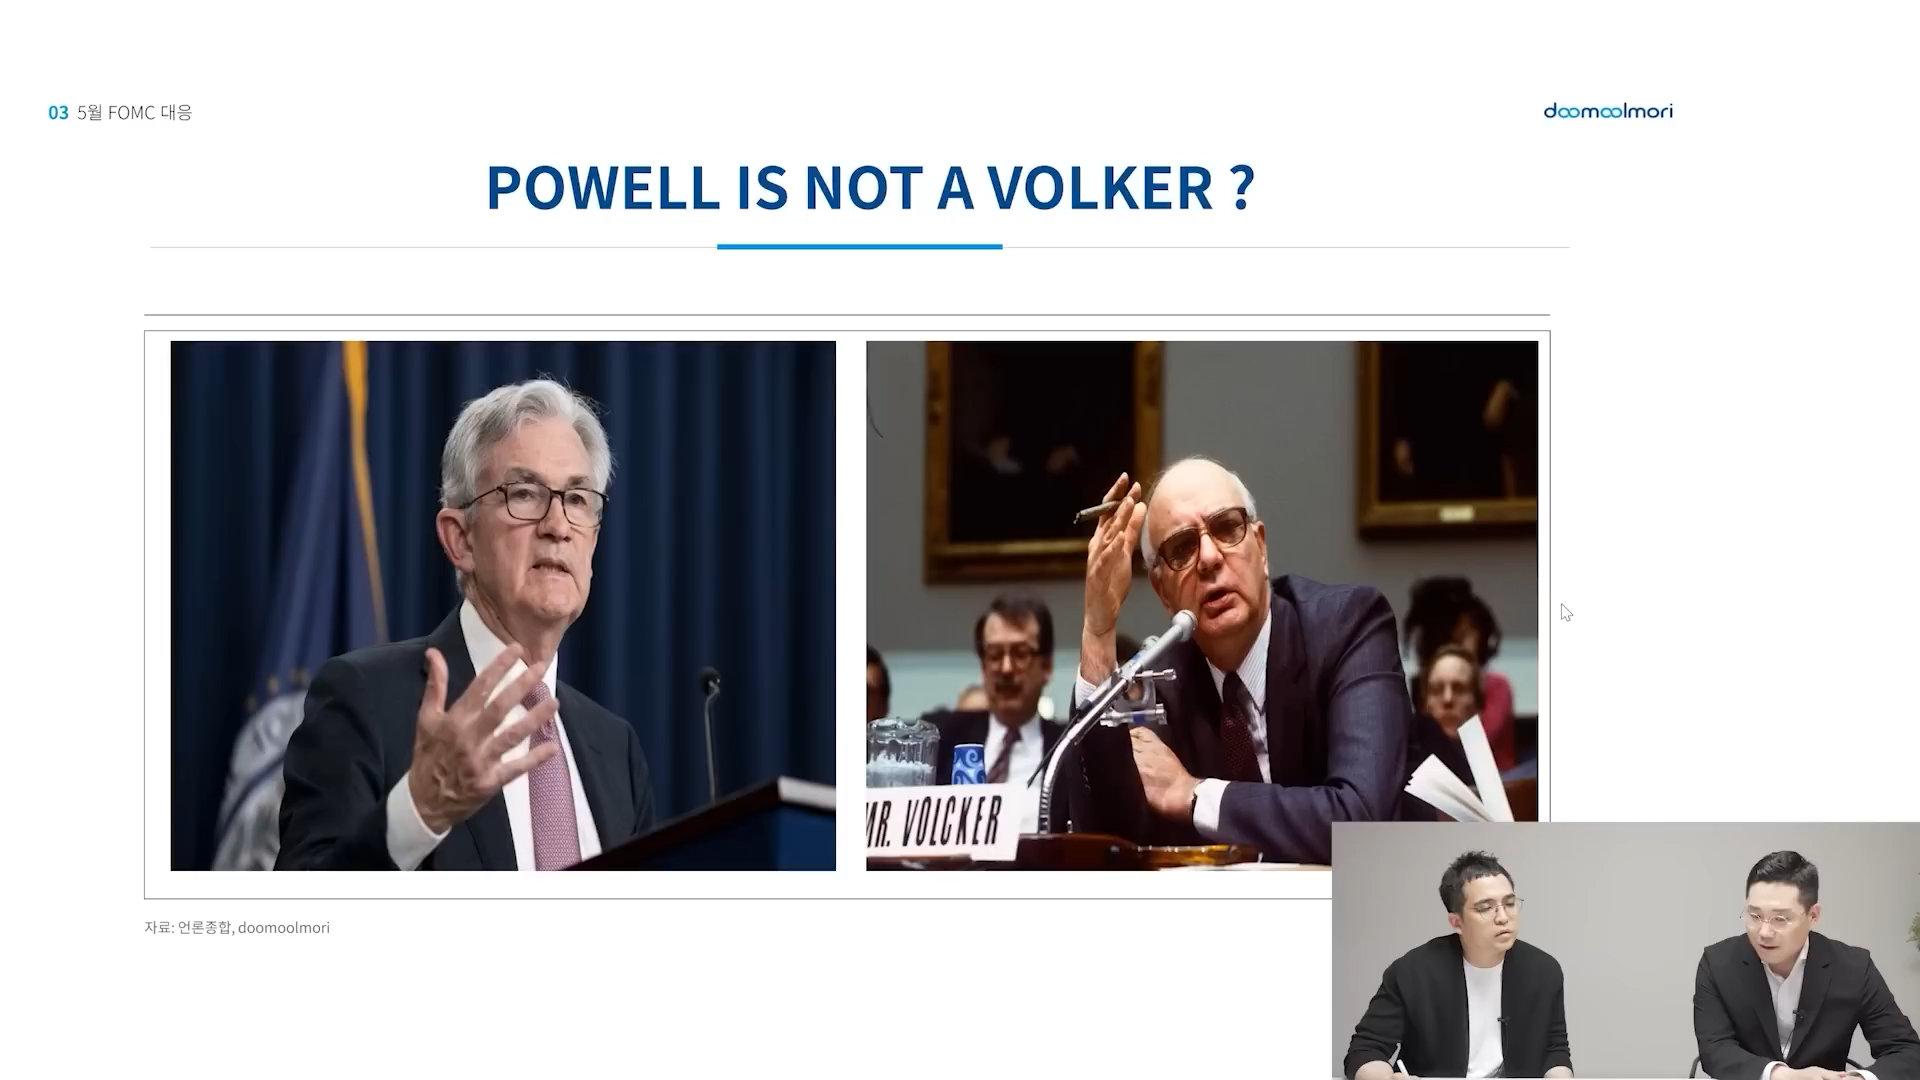 03 5월 FOMC 대응
doomoolmori
POWELL IS NOT A VOLKER ?
MR. VOLCKER
자료: 언론종합, doomoolmori